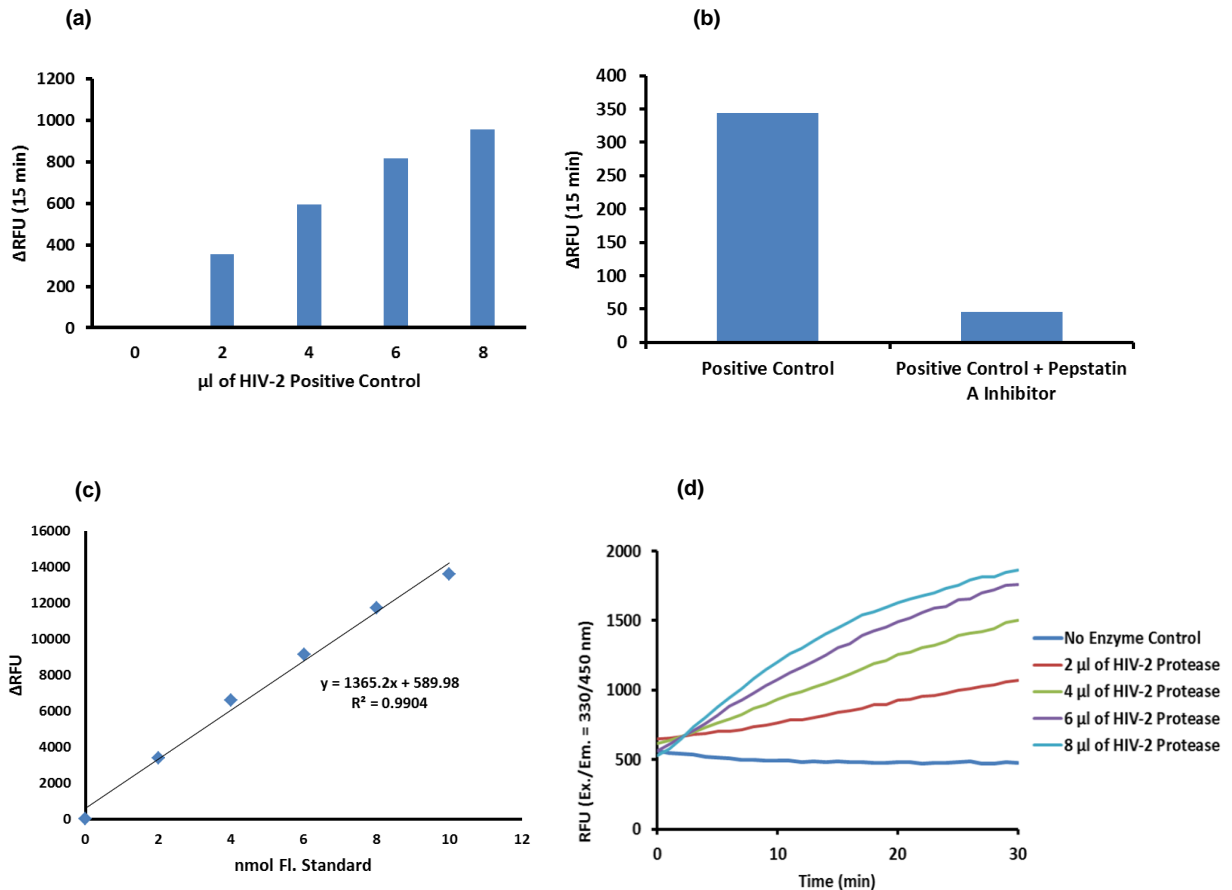 (a)
1200
1000
800
600
400
200
0
ΔRFU (15 min)
0 2 4 6 8
µl of HIV-2 Positive Control
(b)
400
350
300
250
200
150
100
50
0
ΔRFU (15 min)
Positive Control
Positive Control + Pepstatin
A Inhibitor
(c)
16000
14000
12000
10000
8000
6000
4000
2000
0
ΔRFU
y = 1365.2x + 589.98
R² = 0.9904
0 2 4 6 8 10 12
nmol Fl. Standard
(d)
2000
1500
1000
500
0
RFU (Ex./Em. = 330/450 nm)
0 10 20 30
Time (min)
No Enzyme Control
2 µl of HIV-2 Protease
4 µl of HIV-2 Protease
6 µl of HIV-2 Protease
8 µl of HIV-2 Protease